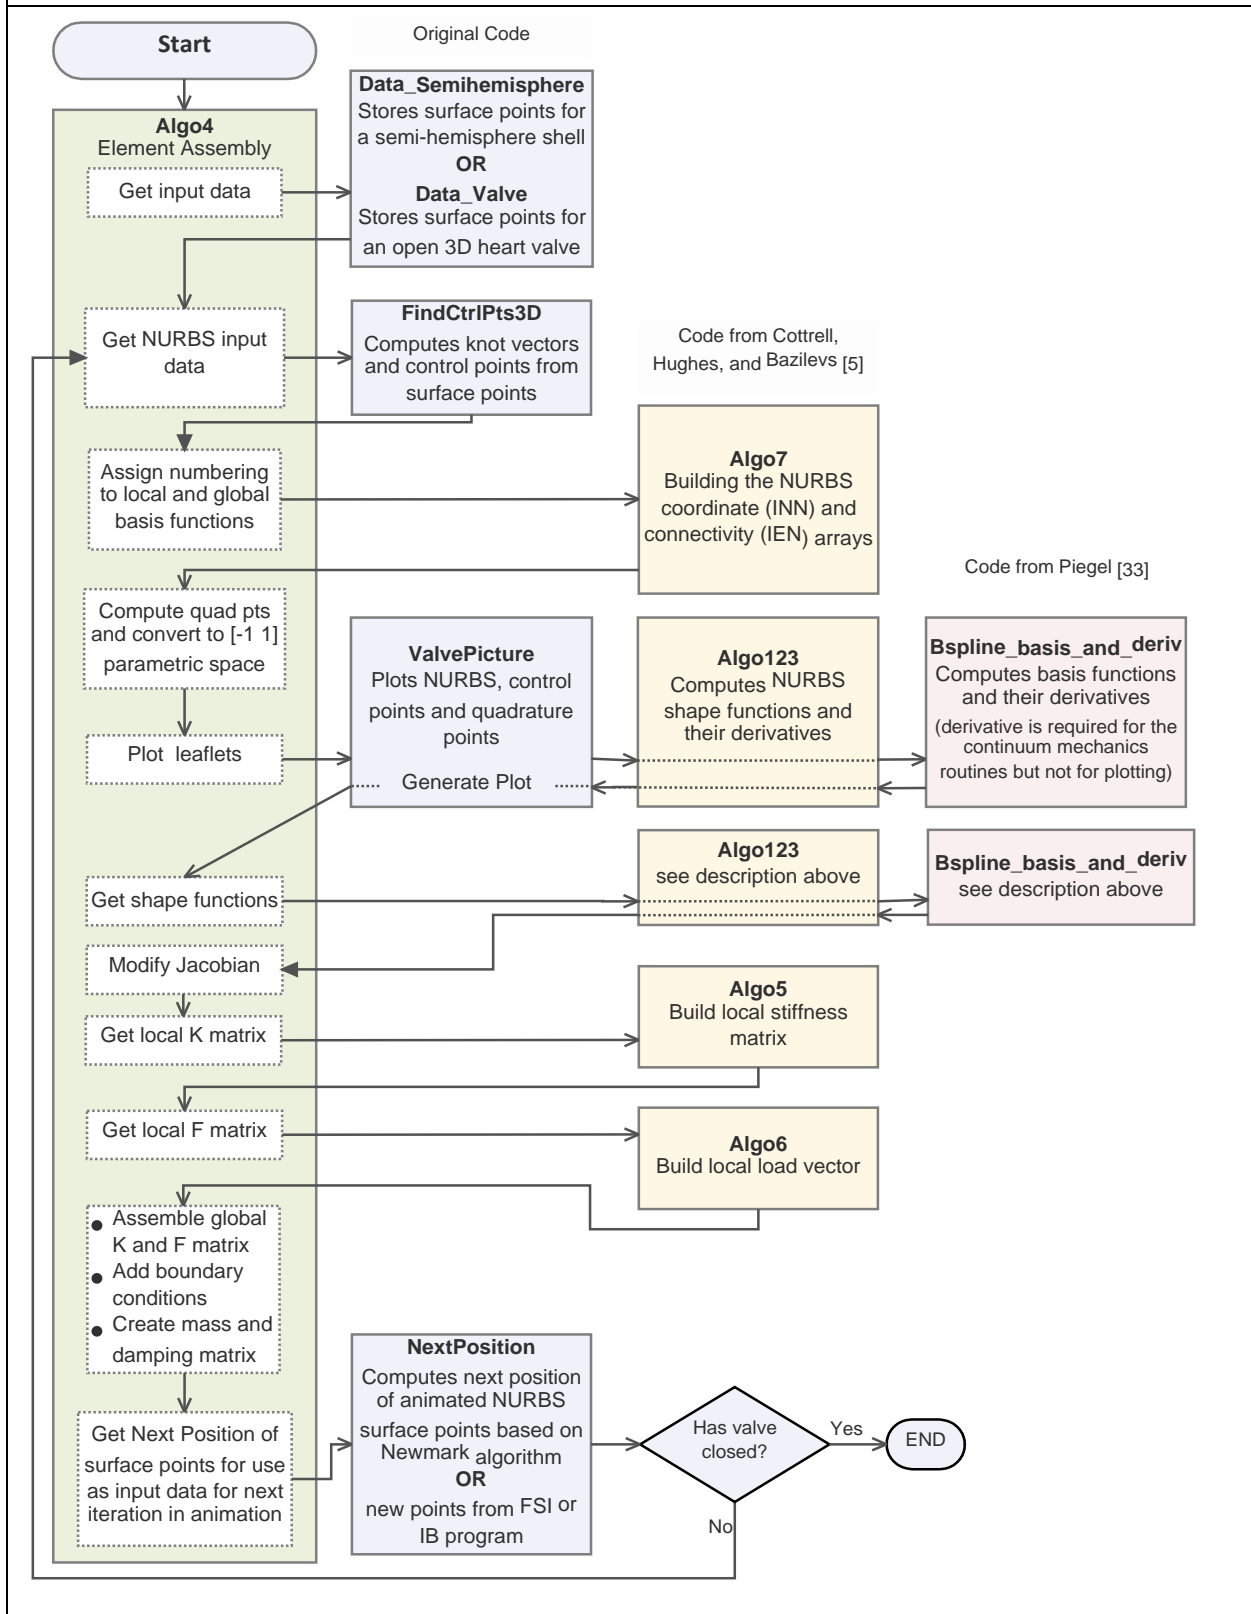 Start
Original Code
Data_Semihemisphere
Stores surface points for
a semi-hemisphere shell
OR
Data_Valve
Stores surface points for
an open 3D heart valve
Algo4
Element Assembly
Get input data
Get NURBS input
data
FindCtrlPts3D
Computes knot vectors
and control points from
surface points
Code from Cottrell,
Hughes, and Bazilevs [5]
Assign numbering
to local and global
basis functions
Algo7
Building the NURBS
coordinate (INN) and
connectivity (IEN) arrays
Code from Piegel [33]
Compute quad pts
and convert to [-1 1]
parametric space
Plot leaflets
ValvePicture
Plots NURBS, control
points and quadrature
points
Generate Plot
Algo123
Computes NURBS
shape functions and
their derivatives
Bspline_basis_and_deriv
Computes basis functions
and their derivatives
(derivative is required for the
continuum mechanics
routines but not for plotting)
Get shape functions
Algo123
see description above
Bspline_basis_and_deriv
see description above
Modify Jacobian
Get local K matrix
Algo5
Build local stiffness
matrix
Get local F matrix
Algo6
Build local load vector
● Assemble global
K and F matrix
● Add boundary
conditions
● Create mass and
damping matrix
Get Next Position of
surface points for use
as input data for next
iteration in animation
NextPosition
Computes next position
of animated NURBS
surface points based on
Newmark algorithm
OR
new points from FSI or
IB program
Has valve
closed?
Yes
END
No